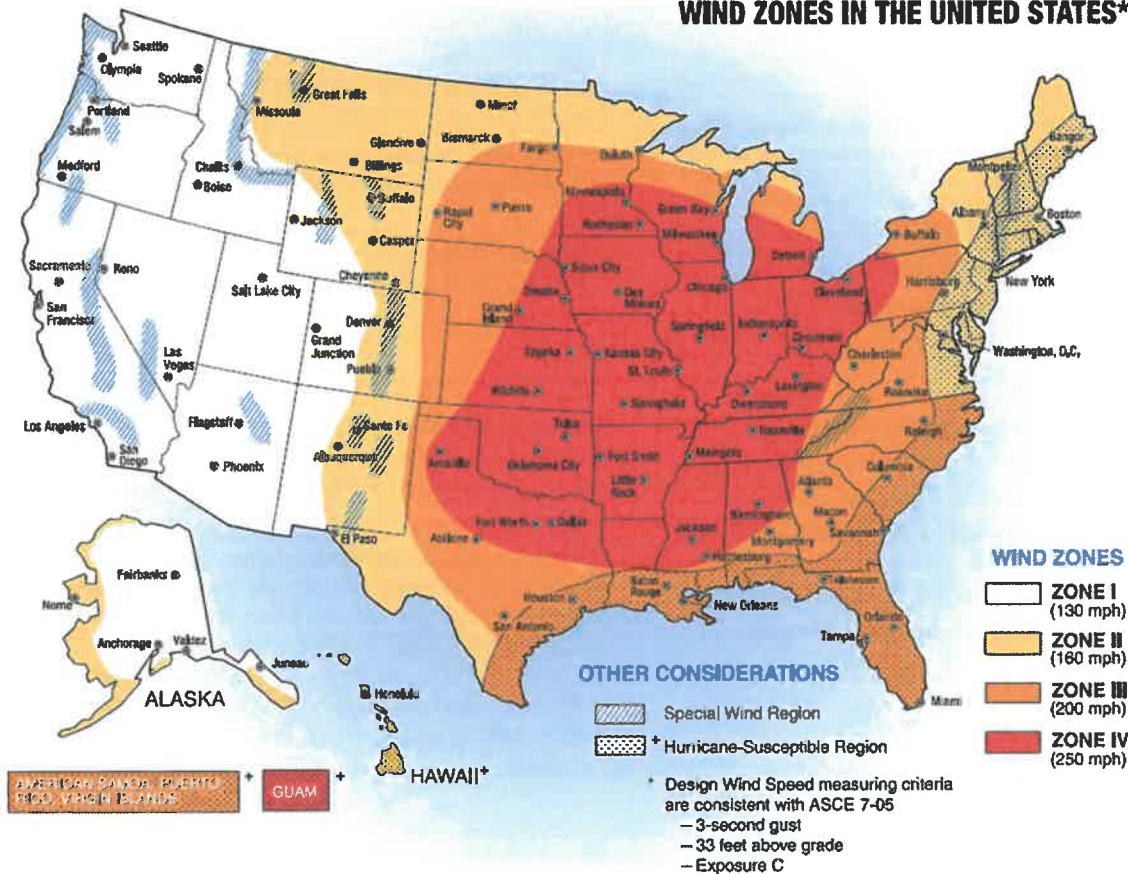 WIND ZONES IN THE UNITED STATES*
Seattle
Olympia
Spokane
Portland
Salem
Medford
Missoula
Great Falls
Glendive
Billings
Challis
Boise
Minot
Bismarck
Fargo
Duluth
Jackson
Buffalo
Casper
Cheyenne
Rapid
City
Pierre
Minneapolis
Rochester
Green Bay
Milwaukee
Detroit
Bangor
Montpelier
Albany
Boston
Buffalo
New York
Harrisburg
Washington, D.C.
Sacramento
Reno
San
Francisco
Salt Lake City
Las
Vegas
Grand
Junction
Denver
Pueblo
Sioux City
Omaha
Des
Moines
Grand
Island
Chicago
Cleveland
Springfield
Indianapolis
Cincinnati
Charleston
Topeka
Kansas City
St. Louis
Lexington
Roanoke
Wichita
Springfield
Owensboro
Raleigh
Los Angeles
San
Diego
Flagstaff
Phoenix
Santa Fe
Albuquerque
El Paso
Amarillo
Tulsa
Oklahoma City
Fort Smith
Memphis
Nashville
Little
Rock
Columbia
Atlanta
Birmingham
Macon
Savannah
Montgomery
Fort Worth
Dallas
Abilene
Jackson
Hattiesburg
Tallahassee
Houston
Baton
Rouge
New Orleans
San Antonio
Orlando
Tampa
Miami
Fairbanks
Nome
Anchorage
Valdez
Juneau
ALASKA
Honolulu
HAWAII+
AMERICAN SAMOA, PUERTO
RICO, VIRGIN ISLANDS
+
GUAM
+
OTHER CONSIDERATIONS
Special Wind Region
+ Hurricane-Susceptible Region
* Design Wind Speed measuring criteria
are consistent with ASCE 7-05
– 3-second gust
– 33 feet above grade
– Exposure C
WIND ZONES
ZONE I
(130 mph)
ZONE II
(160 mph)
ZONE III
(200 mph)
ZONE IV
(250 mph)